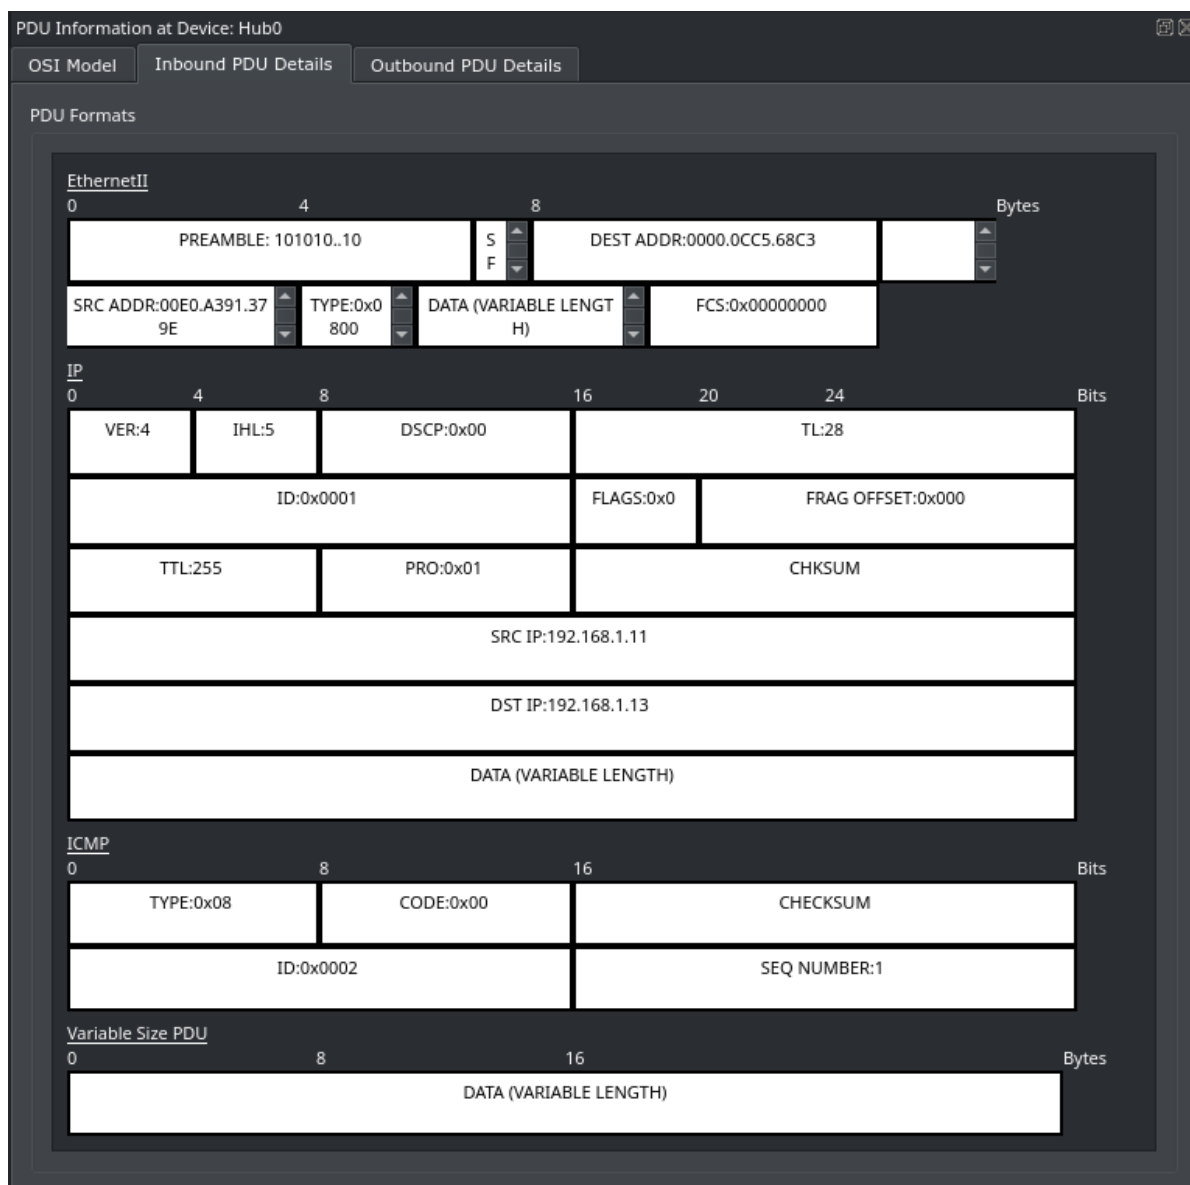 PDU Information at Device: Hub0
OSI Model Inbound PDU Details Outbound PDU Details
PDU Formats
EthernetII
0 4 8 Bytes
PREAMBLE: 101010..10 S F DEST ADDR:0000.0CC5.68C3
SRC ADDR:00E0.A391.37 9E TYPE:0x0 800 DATA (VARIABLE LENGT H) FCS:0x00000000
IP
0 4 8 16 20 24 Bits
VER:4 IHL:5 DSCP:0x00 TL:28
ID:0x0001 FLAGS:0x0 FRAG OFFSET:0x000
TTL:255 PRO:0x01 CHKSUM
SRC IP:192.168.1.11
DST IP:192.168.1.13
DATA (VARIABLE LENGTH)
ICMP
0 8 16 Bits
TYPE:0x08 CODE:0x00 CHECKSUM
ID:0x0002 SEQ NUMBER:1
Variable Size PDU
0 8 16 Bytes
DATA (VARIABLE LENGTH)